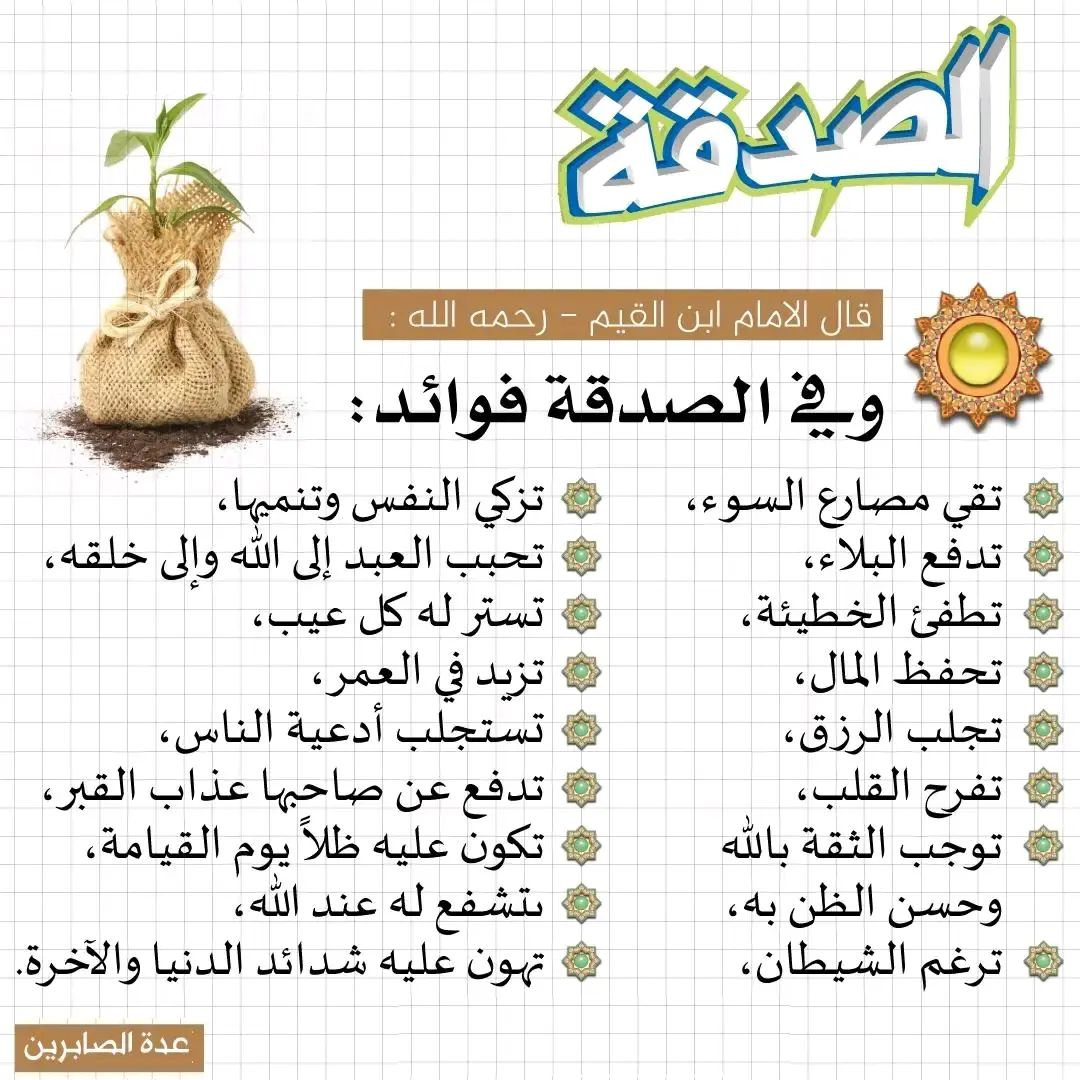 الصدقة
قال الامام ابن القيم - رحمه الله :
وفي الصدقة فوائد:
تقي مصارع السوء،
تدفع البلاء،
تطفئ الخطيئة،
تحفظ المال،
تجلب الرزق،
تفرح القلب،
توجب الثقة بالله
وحسن الظن به،
ترغم الشيطان،
تزكي النفس وتنميها،
تحبب العبد إلى الله وإلى خلقه،
تستر له كل عيب،
تزيد في العمر،
تستجلب أدعية الناس،
تدفع عن صاحبها عذاب القبر،
تكون عليه ظلاً يوم القيامة،
تشفع له عند الله،
تهون عليه شدائد الدنيا والآخرة.
عدة الصابرين